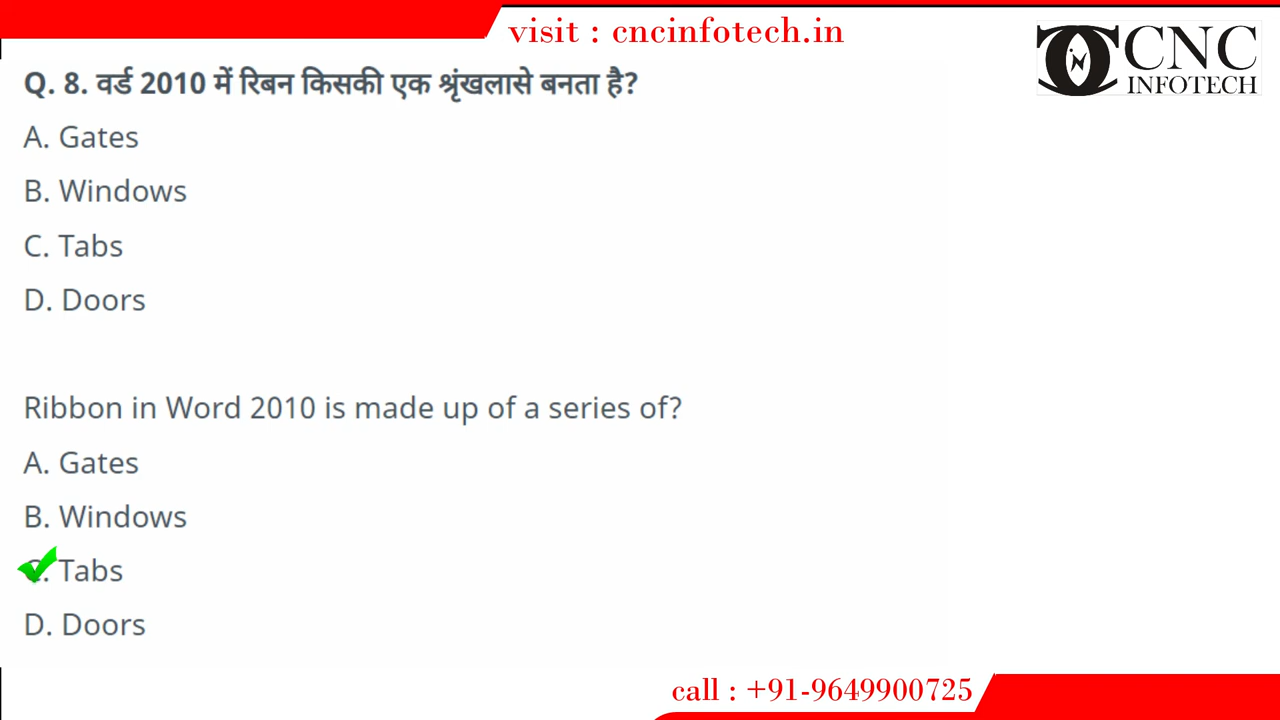 visit : cncinfotech.in
CNC
INFOTECH
Q. 8. वर्ड 2010 में रिबन किसकी एक श्रृंखलासे बनता है?
A. Gates
B. Windows
C. Tabs
D. Doors
Ribbon in Word 2010 is made up of a series of?
A. Gates
B. Windows
C. Tabs
D. Doors
call : +91-9649900725